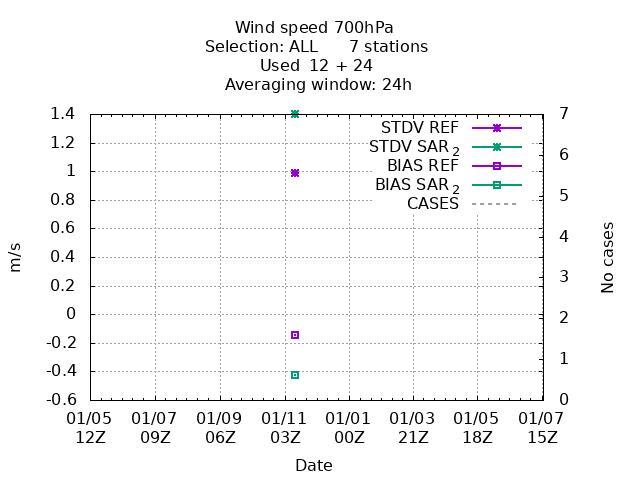 Wind speed 700hPa
Selection: ALL 7 stations
Used 12 + 24
Averaging window: 24h
1.4
1.2
1
0.8
0.6
0.4
0.2
0
-0.2
-0.4
-0.6
m/s
STDV REF
STDV SAR2
BIAS REF
BIAS SAR2
CASES
7
6
5
4
3
2
1
0
No cases
01/05 01/07 01/09 01/11 01/01 01/03 01/05 01/07
12Z 09Z 06Z 03Z 00Z 21Z 18Z 15Z
Date